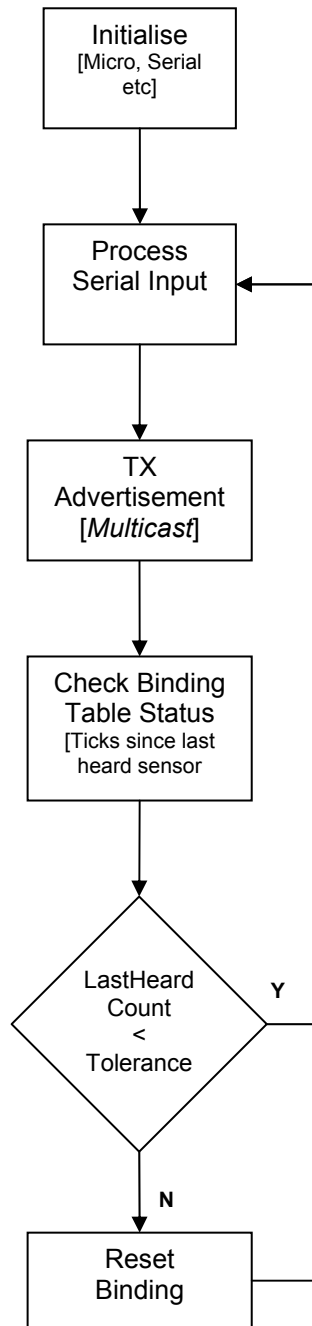 Initialise
[Micro, Serial
etc]
Process
Serial Input
TX
Advertisement
[Multicast]
Check Binding
Table Status
[Ticks since last
heard sensor
LastHeard
Count
<
Tolerance
Y
N
Reset
Binding